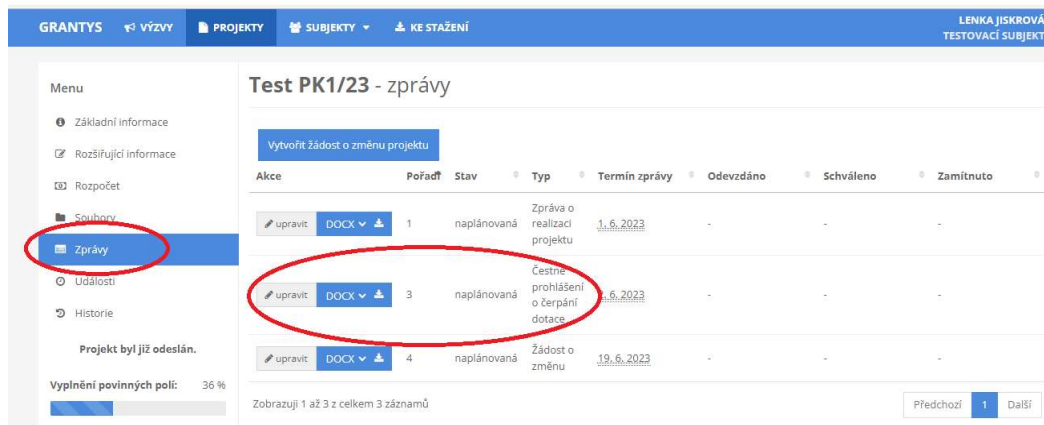 GRANTYS VÝZVY PROJEKTY SUBJEKTY KE STAŽENÍ
LENKA JISKROVÁ
TESTOVACÍ SUBJEKT
Menu
Základní informace
Rozšiřující informace
Rozpočet
Soubory
Zprávy
Události
Historie
Projekt byl již odeslán.
Vyplnění povinných polí: 36 %
Test PK1/23 - zprávy
Vytvořit žádost o změnu projektu
Akce Pořadí Stav Typ Termín zprávy Odevzdáno Schváleno Zamítnuto
upravit DOCX 1 naplánovaná Zpráva o
realizaci
projektu 1. 6. 2023 - - -
upravit DOCX 3 naplánovaná Čestné
prohlášení
o čerpání
dotace 6. 2023 - - -
upravit DOCX 4 naplánovaná Žádost o
změnu 19. 6. 2023 - - -
Zobrazuji 1 až 3 z celkem 3 záznamů
Předchozí 1 Další